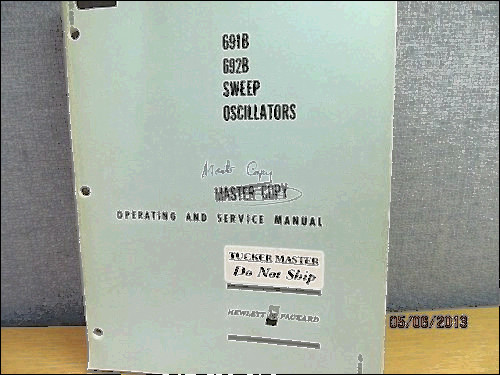 691B
692B
SWEEP
OSCILLATORS
Master Copy
MASTER COPY
OPERATING AND SERVICE MANUAL
TUCKER MASTER
Do Not Ship
HEWLETT PACKARD
05/06/2013